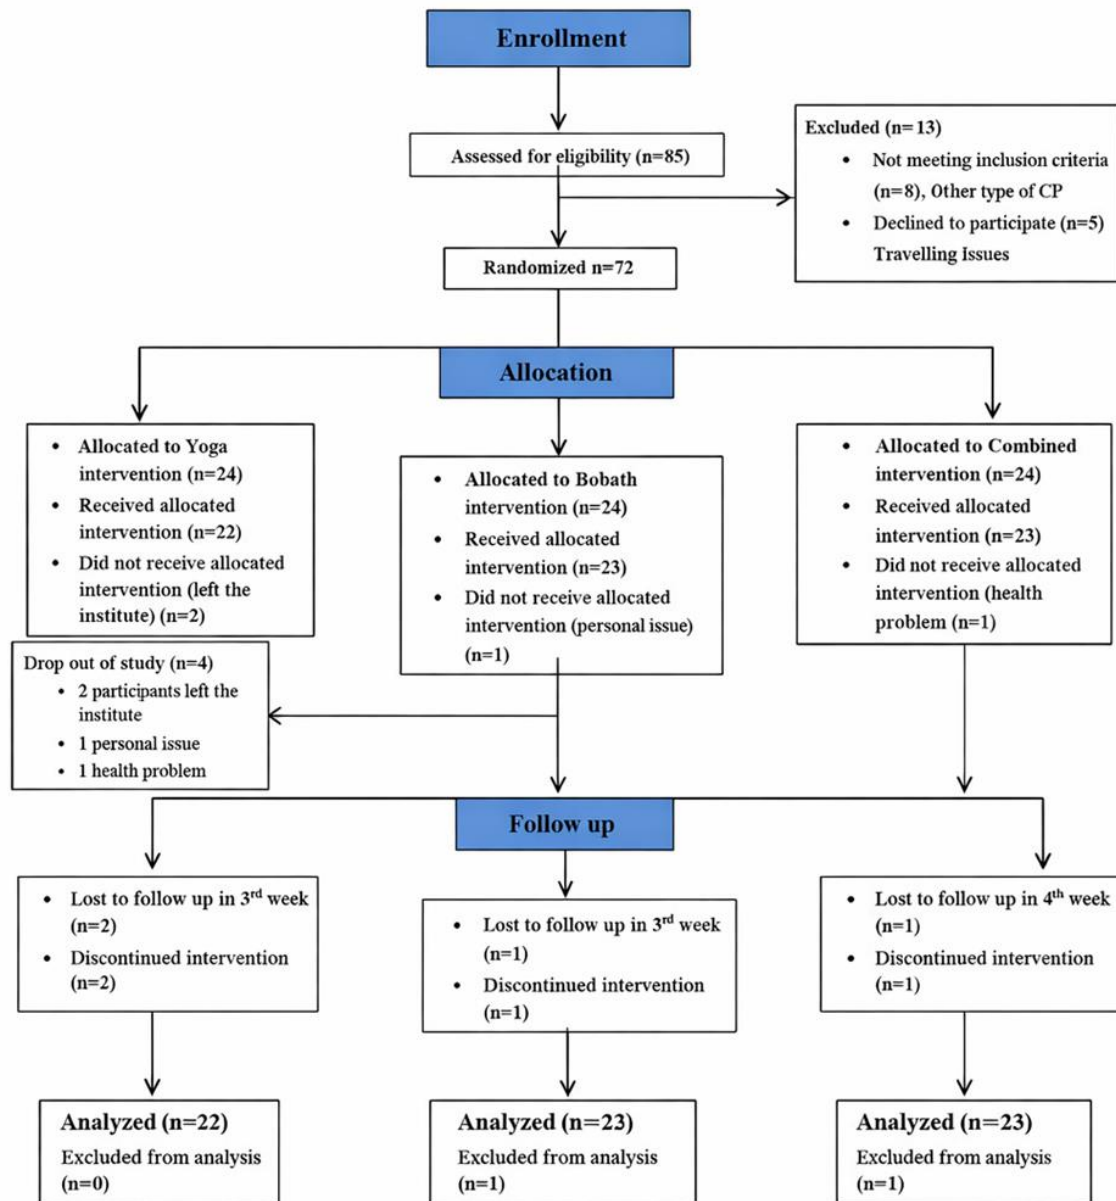 Enrollment
Assessed for eligibility (n=85)
Excluded (n=13)
• Not meeting inclusion criteria
(n=8), Other type of CP
• Declined to participate (n=5)
Travelling Issues
Randomized n=72
Allocation
• Allocated to Yoga
intervention (n=24)
• Received allocated
intervention (n=22)
• Did not receive allocated
intervention (left the
institute) (n=2)
• Allocated to Bobath
intervention (n=24)
• Received allocated
intervention (n=23)
• Did not receive allocated
intervention (personal issue)
(n=1)
• Allocated to Combined
intervention (n=24)
• Received allocated
intervention (n=23)
• Did not receive allocated
intervention (health
problem (n=1)
Drop out of study (n=4)
• 2 participants left the
institute
• 1 personal issue
• 1 health problem
Follow up
• Lost to follow up in 3rd week
(n=2)
• Discontinued intervention
(n=2)
• Lost to follow up in 3rd week
(n=1)
• Discontinued intervention
(n=1)
• Lost to follow up in 4th week
(n=1)
• Discontinued intervention
(n=1)
Analyzed (n=22)
Excluded from analysis
(n=0)
Analyzed (n=23)
Excluded from analysis
(n=1)
Analyzed (n=23)
Excluded from analysis
(n=1)